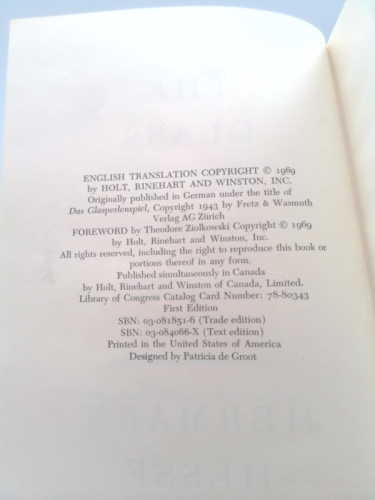 ENGLISH TRANSLATION COPYRIGHT © 1969
by HOLT, RINEHART AND WINSTON, INC.
Originally published in German under the title of
Das Glasperlenspiel, Copyright 1943 by Fretz & Wasmuth
Verlag AG Zürich
FOREWORD by Theodore Ziolkowski Copyright © 1969
by Holt, Rinehart and Winston, Inc.
All rights reserved, including the right to reproduce this book or
portions thereof in any form.
Published simultaneously in Canada
by Holt, Rinehart and Winston of Canada, Limited.
Library of Congress Catalog Card Number: 78-80343
First Edition
SBN: 03-081851-6 (Trade edition)
SBN: 03-084066-X (Text edition)
Printed in the United States of America
Designed by Patricia de Groot